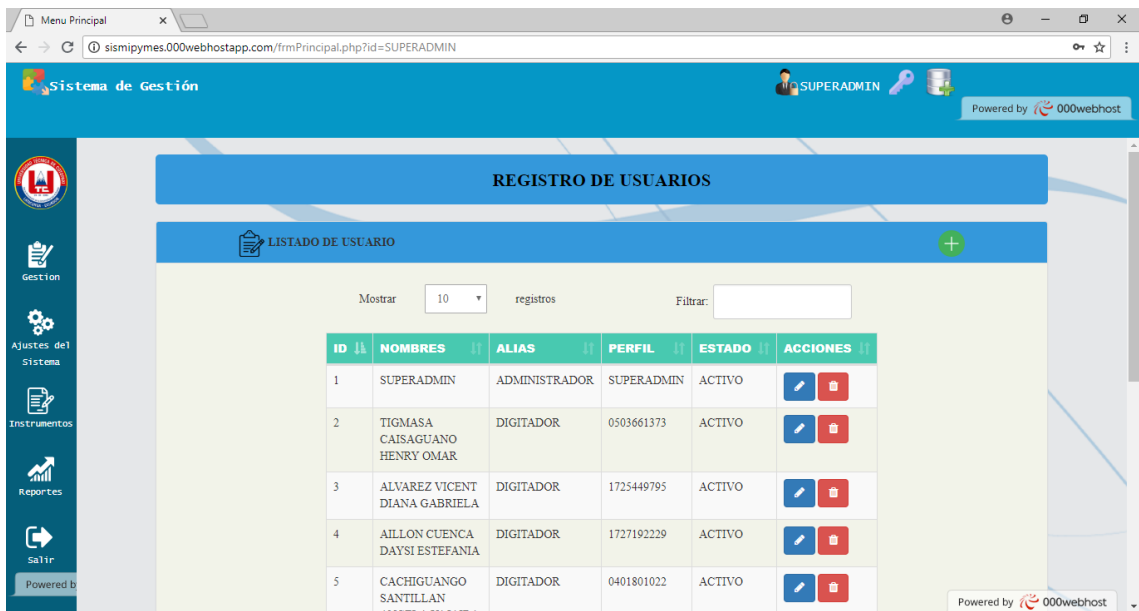 Menu Principal
sismipymes.000webhostapp.com/frmPrincipal.php?id=SUPERADMIN
Sistema de Gestión
SUPERADMIN
Powered by 000webhost
REGISTRO DE USUARIOS
LISTADO DE USUARIO
Gestion
Ajustes del
Sistema
Instrumentos
Reportes
Salir
Powered b
Mostrar 10 registros Filtrar:
ID NOMBRES ALIAS PERFIL ESTADO ACCIONES
1 SUPERADMIN ADMINISTRADOR SUPERADMIN ACTIVO
2 TIGMASA DIGITADOR 0503661373 ACTIVO
CAISAGUANO
HENRY OMAR
3 ALVAREZ VICENT DIGITADOR 1725449795 ACTIVO
DIANA GABRIELA
4 AILLON CUENCA DIGITADOR 1727192229 ACTIVO
DAYSI ESTEFANIA
5 CACHIGUANGO DIGITADOR 0401801022 ACTIVO
SANTILLAN
Powered by 000webhost